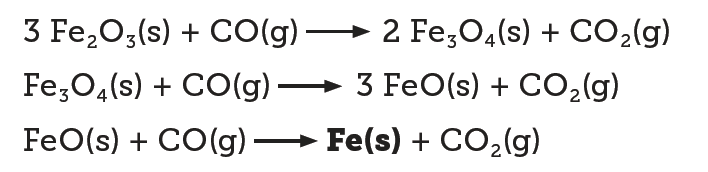 3 Fe₂O₃(s) + CO(g) ⟶ 2 Fe₃O₄(s) + CO₂(g)
Fe₃O₄(s) + CO(g) ⟶ 3 FeO(s) + CO₂(g)
FeO(s) + CO(g) ⟶ Fe(s) + CO₂(g)